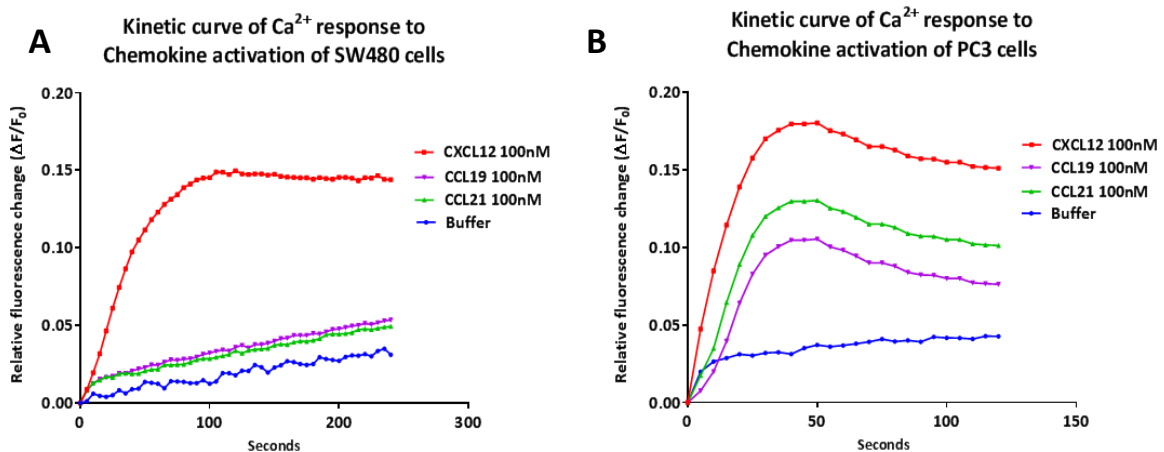 A
Kinetic curve of Ca²⁺ response to
Chemokine activation of SW480 cells
Relative fluorescence change (ΔF/F₀)
0.20
0.15
0.10
0.05
0.00
0
100
200
300
Seconds
CXCL12 100nM
CCL19 100nM
CCL21 100nM
Buffer
B
Kinetic curve of Ca²⁺ response to
Chemokine activation of PC3 cells
Relative fluorescence change (ΔF/F₀)
0.20
0.15
0.10
0.05
0.00
0
50
100
150
Seconds
CXCL12 100nM
CCL19 100nM
CCL21 100nM
Buffer